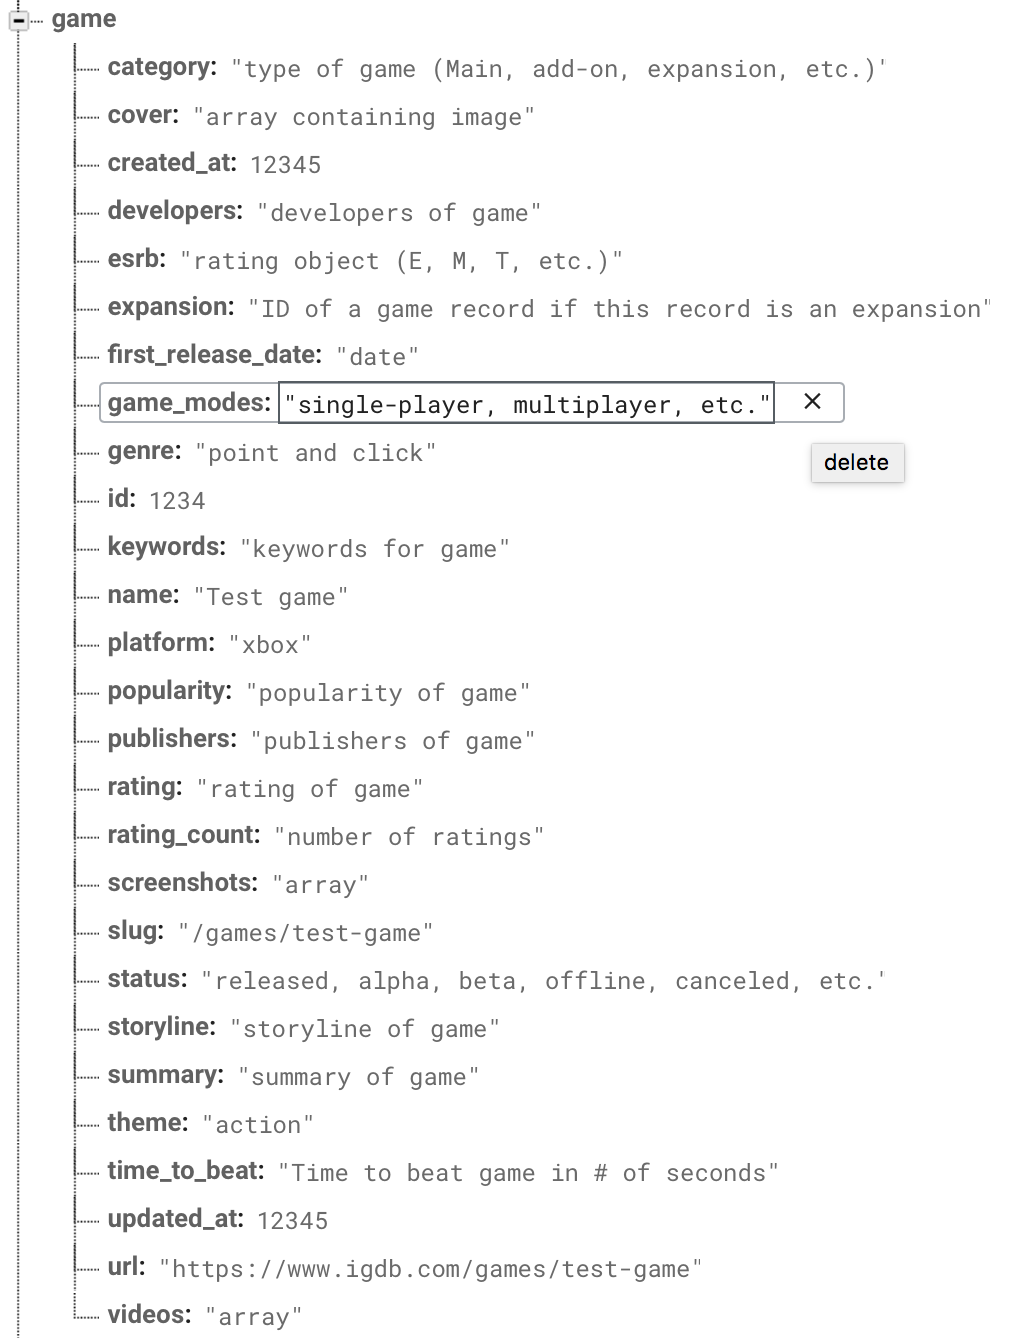 game
category: "type of game (Main, add-on, expansion, etc.)'
cover: "array containing image"
created_at: 12345
developers: "developers of game"
esrb: "rating object (E, M, T, etc.)"
expansion: "ID of a game record if this record is an expansion"
first_release_date: "date"
game_modes: "single-player, multiplayer, etc." ×
genre: "point and click"
delete
id: 1234
keywords: "keywords for game"
name: "Test game"
platform: "xbox"
popularity: "popularity of game"
publishers: "publishers of game"
rating: "rating of game"
rating_count: "number of ratings"
screenshots: "array"
slug: "/games/test-game"
status: "released, alpha, beta, offline, canceled, etc.'
storyline: "storyline of game"
summary: "summary of game"
theme: "action"
time_to_beat: "Time to beat game in # of seconds"
updated_at: 12345
url: "https://www.igdb.com/games/test-game"
videos: "array"